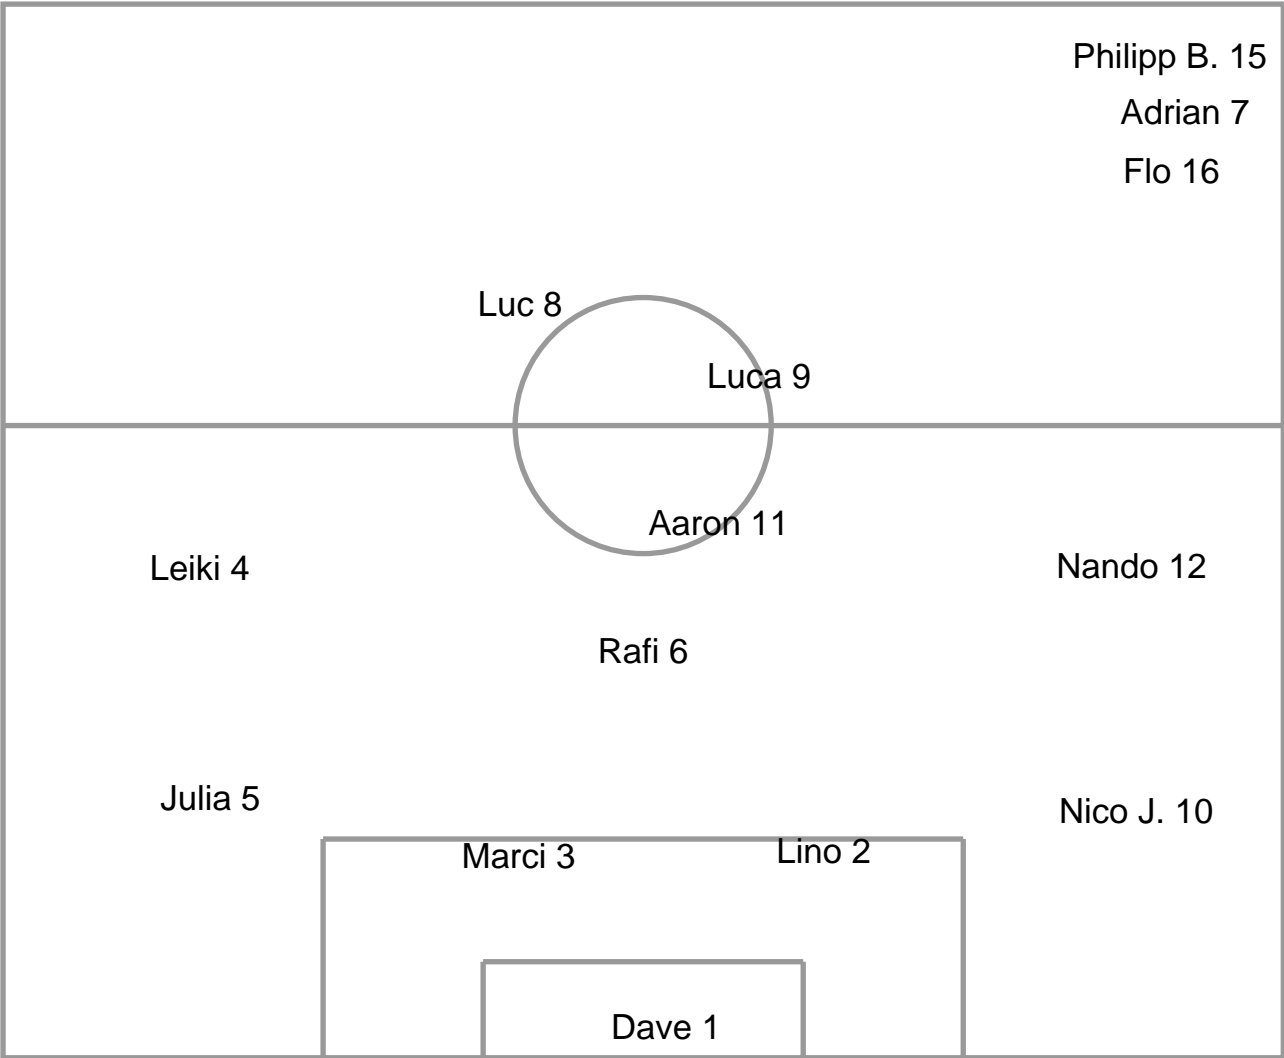 Philipp B. 15
Adrian 7
Flo 16
Luc 8
Luca 9
Aaron 11
Leiki 4
Nando 12
Rafi 6
Julia 5
Nico J. 10
Marci 3
Lino 2
Dave 1